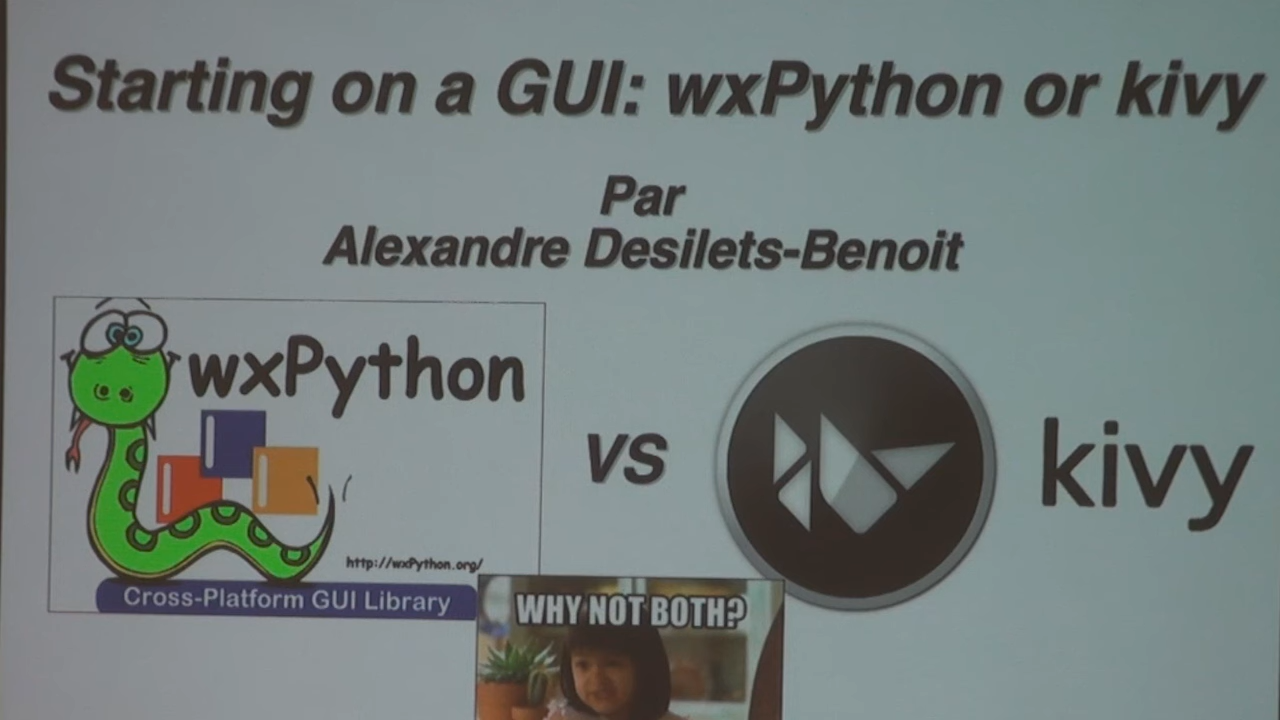 Starting on a GUI: wxPython or kivy
Par
Alexandre Desilets-Benoit
wxPython
vs
kivy
http://wxPython.org/
Cross-Platform GUI Library
WHY NOT BOTH?